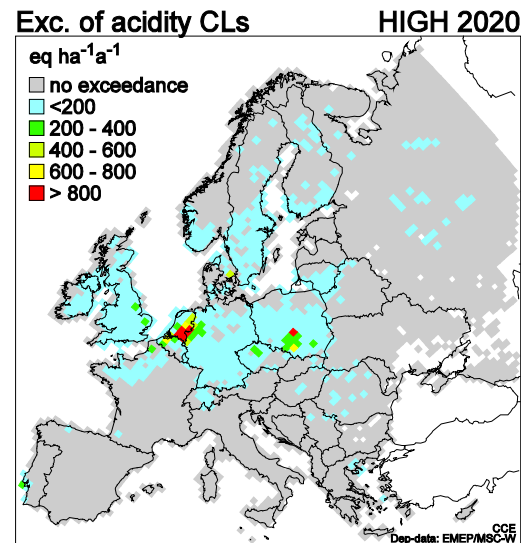 Exc. of acidity CLs HIGH 2020
eq ha⁻¹a⁻¹
no exceedance
<200
200 - 400
400 - 600
600 - 800
> 800
CCE
Dep-data: EMEP/MSC-W